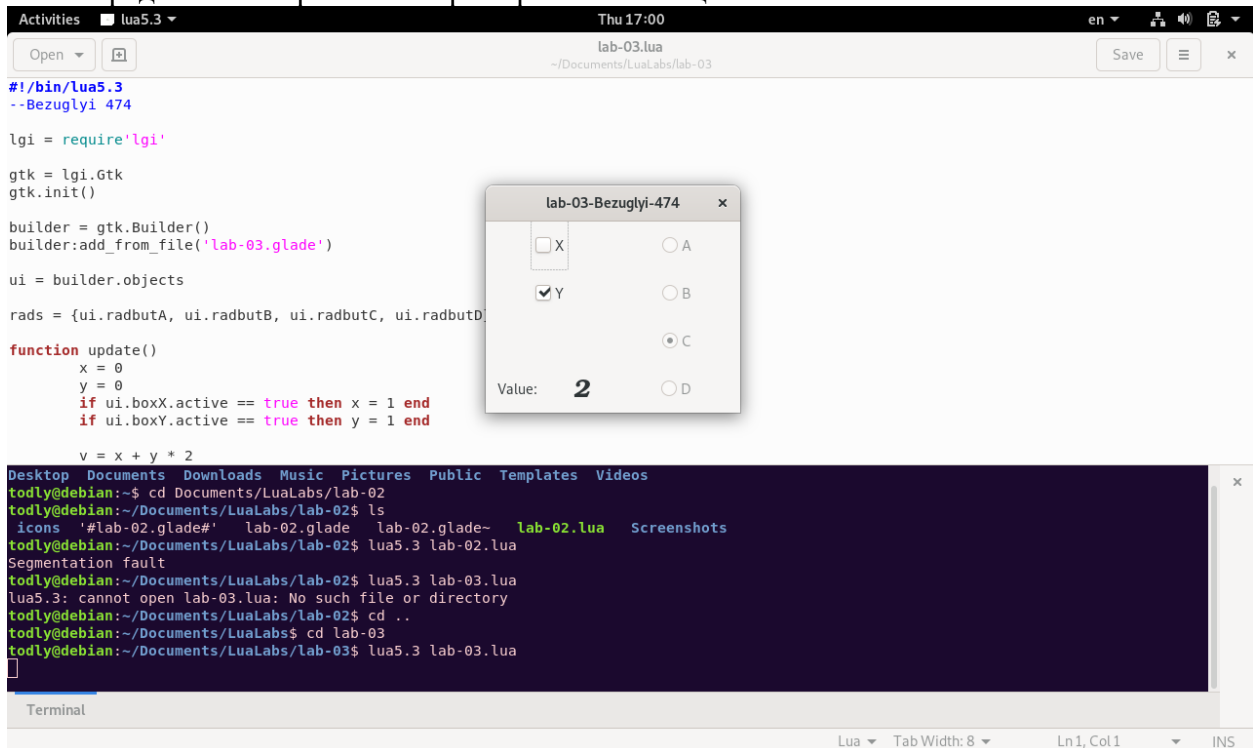 Activities lua5.3 Thu 17:00 en
Open lab-03.lua Save
~/Documents/LuaLabs/lab-03
#!/bin/lua5.3
--Bezuglyi 474
lgi = require'lgi'
gtk = lgi.Gtk
gtk.init()
builder = gtk.Builder()
builder:add_from_file('lab-03.glade')
ui = builder.objects
rads = {ui.radbutA, ui.radbutB, ui.radbutC, ui.radbutD
function update()
x = 0
y = 0
if ui.boxX.active == true then x = 1 end
if ui.boxY.active == true then y = 1 end
v = x + y * 2
lab-03-Bezuglyi-474
X A
Y B
C
Value: 2 D
Desktop Documents Downloads Music Pictures Public Templates Videos
todly@debian:~$ cd Documents/LuaLabs/lab-02
todly@debian:~/Documents/LuaLabs/lab-02$ ls
icons '#lab-02.glade#' lab-02.glade lab-02.glade~ lab-02.lua Screenshots
todly@debian:~/Documents/LuaLabs/lab-02$ lua5.3 lab-02.lua
Segmentation fault
todly@debian:~/Documents/LuaLabs/lab-02$ lua5.3 lab-03.lua
lua5.3: cannot open lab-03.lua: No such file or directory
todly@debian:~/Documents/LuaLabs/lab-02$ cd ..
todly@debian:~/Documents/LuaLabs$ cd lab-03
todly@debian:~/Documents/LuaLabs/lab-03$ lua5.3 lab-03.lua
Terminal
Lua Tab Width: 8 Ln 1, Col 1 INS